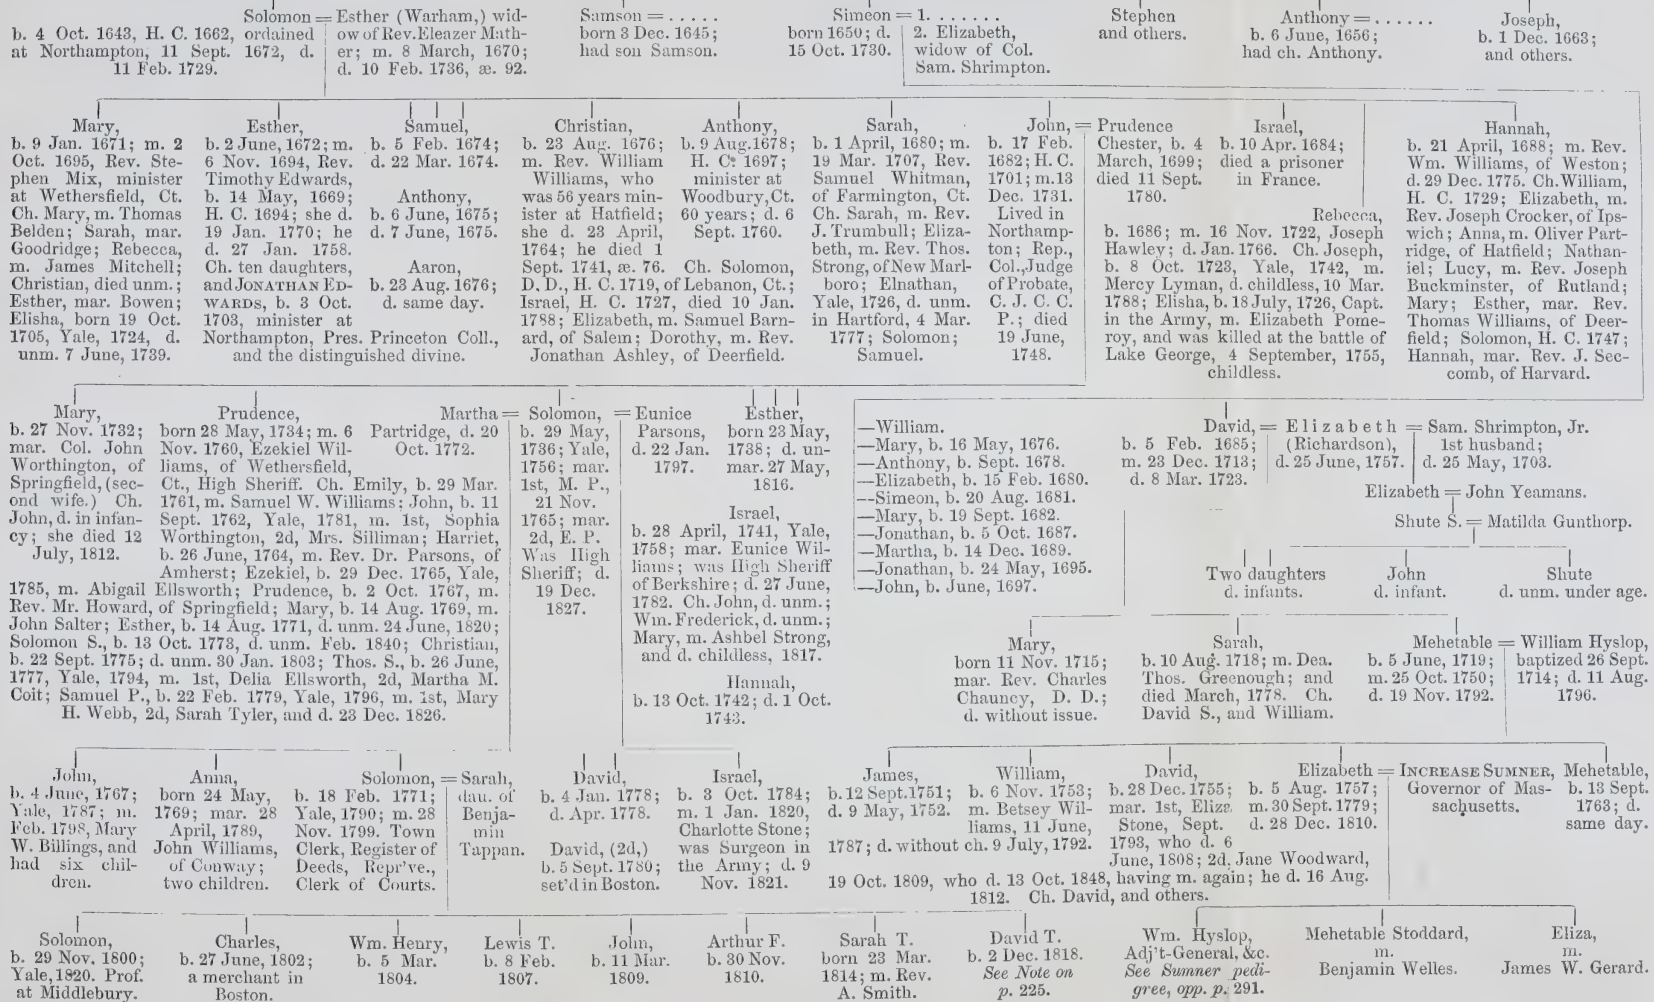 Solomon = Esther (Warham,) wid-
b. 4 Oct. 1643, H. C. 1662, ordained
at Northampton, 11 Sept. 1672, d.
11 Feb. 1729.
ow of Rev. Eleazer Math-
er; m. 8 March, 1670;
d. 10 Feb. 1736, æ. 92.
Samson = . . . . .
born 3 Dec. 1645;
had son Samson.
Simeon = 1. . . . . . .
born 1650; d.
15 Oct. 1730.
2. Elizabeth,
widow of Col.
Sam. Shrimpton.
Stephen
and others.
Anthony = . . . . . .
b. 6 June, 1656;
had ch. Anthony.
Joseph,
b. 1 Dec. 1663;
and others.
Mary,
b. 9 Jan. 1671; m. 2
Oct. 1695, Rev. Ste-
phen Mix, minister
at Wethersfield, Ct.
Ch. Mary, m. Thomas
Belden; Sarah, mar.
Goodridge; Rebecca,
m. James Mitchell;
Christian, died unm.;
Esther, mar. Bowen;
Elisha, born 19 Oct.
1705, Yale, 1724, d.
unm. 7 June, 1739.
Esther,
b. 2 June, 1672; m.
6 Nov. 1694, Rev.
Timothy Edwards,
b. 14 May, 1669;
H. C. 1694; she d.
19 Jan. 1770; he
d. 27 Jan. 1758.
Ch. ten daughters,
and JONATHAN ED-
WARDS, b. 3 Oct.
1703, minister at
Northampton, Pres. Princeton Coll.,
and the distinguished divine.
Samuel,
b. 5 Feb. 1674;
d. 22 Mar. 1674.
Anthony,
b. 6 June, 1675;
d. 7 June, 1675.
Aaron,
b. 23 Aug. 1676;
d. same day.
Christian,
b. 23 Aug. 1676;
m. Rev. William
Williams, who
was 56 years min-
ister at Hatfield;
she d. 23 April,
1764; he died 1
Sept. 1741, æ. 76.
D. D., H. C. 1719, of Lebanon, Ct.;
Israel, H. C. 1727, died 10 Jan.
1788; Elizabeth, m. Samuel Barn-
ard, of Salem; Dorothy, m. Rev.
Jonathan Ashley, of Deerfield.
Anthony,
b. 9 Aug. 1678;
H. C. 1697;
minister at
Woodbury, Ct.
60 years; d. 6
Sept. 1760.
Ch. Solomon,
Sarah,
b. 1 April, 1680; m.
19 Mar. 1707, Rev.
Samuel Whitman,
of Farmington, Ct.
Ch. Sarah, m. Rev.
J. Trumbull; Eliza-
beth, m. Rev. Thos.
Strong, of New Marl-
boro; Elnathan,
Yale, 1726, d. unm.
in Hartford, 4 Mar.
1777; Solomon;
Samuel.
John, = Prudence
b. 17 Feb.
1682; H. C.
1701; m. 13
Dec. 1731.
Lived in
Northamp-
ton; Rep.,
Col., Judge
of Probate,
C. J. C. C.
P.; died
19 June,
1748.
Chester, b. 4
March, 1699;
died 11 Sept.
1780.
Israel,
b. 10 Apr. 1684;
died a prisoner
in France.
Rebecca,
b. 1686; m. 16 Nov. 1722, Joseph
Hawley; d. Jan. 1766. Ch. Joseph,
b. 8 Oct. 1723, Yale, 1742, m.
Mercy Lyman, d. childless, 10 Mar.
1788; Elisha, b. 18 July, 1726, Capt.
in the Army, m. Elizabeth Pome-
roy, and was killed at the battle of
Lake George, 4 September, 1755,
childless.
Hannah,
b. 21 April, 1688; m. Rev.
Wm. Williams, of Weston;
d. 29 Dec. 1775. Ch. William,
H. C. 1729; Elizabeth, m.
Rev. Joseph Crocker, of Ips-
wich; Anna, m. Oliver Part-
ridge, of Hatfield; Nathan-
iel; Lucy, m. Rev. Joseph
Buckminster, of Rutland;
Mary; Esther, mar. Rev.
Thomas Williams, of Deer-
field; Solomon, H. C. 1747;
Hannah, mar. Rev. J. Sec-
comb, of Harvard.
Mary,
b. 27 Nov. 1732;
mar. Col. John
Worthington, of
Springfield, (sec-
ond wife.) Ch.
John, d. in infan-
cy; she died 12
July, 1812.
Prudence,
born 28 May, 1734; m. 6
Nov. 1760, Ezekiel Wil-
liams, of Wethersfield,
Ct., High Sheriff. Ch. Emily, b. 29 Mar.
1761, m. Samuel W. Williams; John, b. 11
Sept. 1762, Yale, 1781, m. 1st, Sophia
Worthington, 2d, Mrs. Silliman; Harriet,
b. 26 June, 1764, m. Rev. Dr. Parsons, of
Amherst; Ezekiel, b. 29 Dec. 1765, Yale,
1785, m. Abigail Ellsworth; Prudence, b. 2 Oct. 1767, m.
Rev. Mr. Howard, of Springfield; Mary, b. 14 Aug. 1769, m.
John Salter; Esther, b. 14 Aug. 1771, d. unm. 24 June, 1820;
Solomon S., b. 13 Oct. 1773, d. unm. Feb. 1840; Christian,
b. 22 Sept. 1775; d. unm. 30 Jan. 1803; Thos. S., b. 26 June,
1777, Yale, 1794, m. 1st, Delia Ellsworth, 2d, Martha M.
Coit; Samuel P., b. 22 Feb. 1779, Yale, 1796, m. 1st, Mary
H. Webb, 2d, Sarah Tyler, and d. 23 Dec. 1826.
Martha = Solomon, = Eunice
Partridge, d. 20
Oct. 1772.
b. 29 May,
1736; Yale,
1756; mar.
1st, M. P.,
21 Nov.
1765; mar.
2d, E. P.
Was High
Sheriff; d.
19 Dec.
1827.
Parsons,
d. 22 Jan.
1797.
Esther,
born 23 May,
1738; d. un-
mar. 27 May,
1816.
Israel,
b. 28 April, 1741, Yale,
1758; mar. Eunice Wil-
liams; was High Sheriff
of Berkshire; d. 27 June,
1782. Ch. John, d. unm.;
Wm. Frederick, d. unm.;
Mary, m. Ashbel Strong,
and d. childless, 1817.
Hannah,
b. 13 Oct. 1742; d. 1 Oct.
1743.
—William.
—Mary, b. 16 May, 1676.
—Anthony, b. Sept. 1678.
—Elizabeth, b. 15 Feb. 1680.
—Simeon, b. 20 Aug. 1681.
—Mary, b. 19 Sept. 1682.
—Jonathan, b. 5 Oct. 1687.
—Martha, b. 14 Dec. 1689.
—Jonathan, b. 24 May, 1695.
—John, b. June, 1697.
David, = Elizabeth = Sam. Shrimpton, Jr.
b. 5 Feb. 1685;
m. 23 Dec. 1713;
d. 8 Mar. 1723.
(Richardson),
d. 25 June, 1757.
1st husband;
d. 25 May, 1703.
Elizabeth = John Yeamans.
Shute S. = Matilda Gunthorp.
Two daughters
d. infants.
John
d. infant.
Shute
d. unm. under age.
Mary,
born 11 Nov. 1715;
mar. Rev. Charles
Chauncy, D. D.;
d. without issue.
Sarah,
b. 10 Aug. 1718; m. Dea.
Thos. Greenough; and
died March, 1778. Ch.
David S., and William.
Mehetable = William Hyslop,
b. 5 June, 1719;
m. 25 Oct. 1750;
d. 19 Nov. 1792.
baptized 26 Sept.
1714; d. 11 Aug.
1796.
John,
b. 4 June, 1767;
Yale, 1787; m.
Feb. 1798, Mary
W. Billings, and
had six chil-
dren.
Anna,
born 24 May,
1769; mar. 28
April, 1789,
John Williams,
of Conway;
two children.
Solomon, = Sarah,
b. 18 Feb. 1771;
Yale, 1790; m. 28
Nov. 1799. Town
Clerk, Register of
Deeds, Repr've.,
Clerk of Courts.
dau. of
Benja-
min
Tappan.
David,
b. 4 Jan. 1778;
d. Apr. 1778.
David, (2d,)
b. 5 Sept. 1780;
set'd in Boston.
Israel,
b. 3 Oct. 1784;
m. 1 Jan. 1820,
Charlotte Stone;
was Surgeon in
the Army; d. 9
Nov. 1821.
James,
b. 12 Sept. 1751;
d. 9 May, 1752.
William,
b. 6 Nov. 1753;
m. Betsey Wil-
liams, 11 June,
1787; d. without ch. 9 July, 1792.
David,
b. 28 Dec. 1755;
mar. 1st, Eliza
Stone, Sept.
1793, who d. 6
June, 1808; 2d, Jane Woodward,
19 Oct. 1809, who d. 13 Oct. 1848, having m. again; he d. 16 Aug.
1812. Ch. David, and others.
Elizabeth = INCREASE SUMNER,
b. 5 Aug. 1757;
m. 30 Sept. 1779;
d. 28 Dec. 1810.
Governor of Mas-
sachusetts.
Mehetable,
b. 13 Sept.
1763; d.
same day.
Solomon,
b. 29 Nov. 1800;
Yale, 1820. Prof.
at Middlebury.
Charles,
b. 27 June, 1802;
a merchant in
Boston.
Wm. Henry,
b. 5 Mar.
1804.
Lewis T.
b. 8 Feb.
1807.
John,
b. 11 Mar.
1809.
Arthur F.
b. 30 Nov.
1810.
Sarah T.
born 23 Mar.
1814; m. Rev.
A. Smith.
David T.
b. 2 Dec. 1818.
See Note on
p. 225.
Wm. Hyslop,
Adj't-General, &c.
See Sumner pedi-
gree, opp. p. 291.
Mehetable Stoddard,
m.
Benjamin Welles.
Eliza,
m.
James W. Gerard.